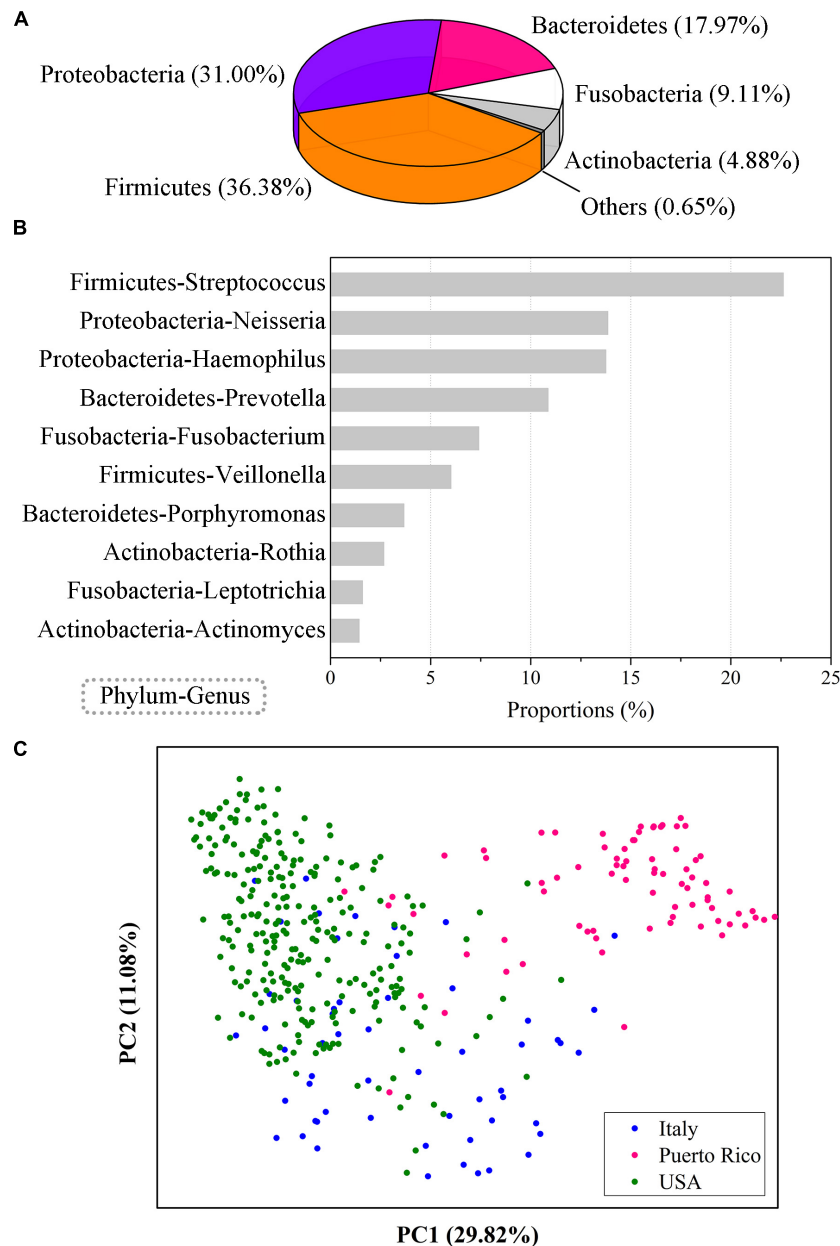 A
Bacteroidetes (17.97%)
Proteobacteria (31.00%)
Fusobacteria (9.11%)
Actinobacteria (4.88%)
Firmicutes (36.38%)
Others (0.65%)
B
Firmicutes-Streptococcus
Proteobacteria-Neisseria
Proteobacteria-Haemophilus
Bacteroidetes-Prevotella
Fusobacteria-Fusobacterium
Firmicutes-Veillonella
Bacteroidetes-Porphyromonas
Actinobacteria-Rothia
Fusobacteria-Leptotrichia
Actinobacteria-Actinomyces
0 5 10 15 20 25
Phylum-Genus
Proportions (%)
C
PC2 (11.08%)
Italy
Puerto Rico
USA
PC1 (29.82%)